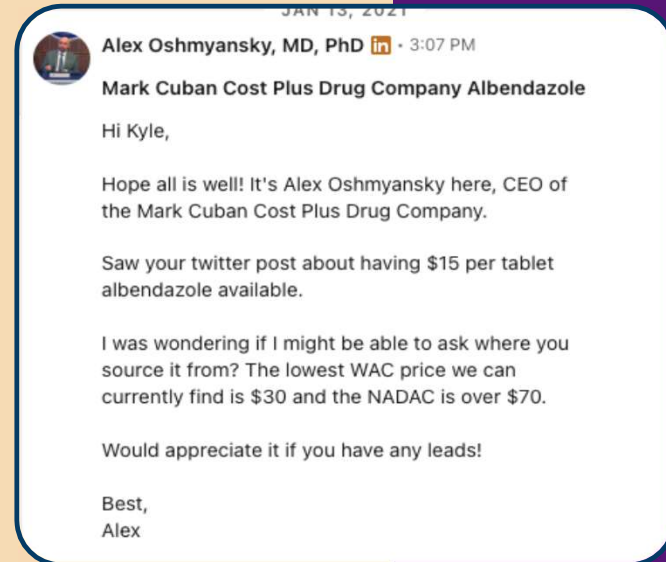 JAN 13, 2021
Alex Oshmyansky, MD, PhD in · 3:07 PM
Mark Cuban Cost Plus Drug Company Albendazole
Hi Kyle,
Hope all is well! It's Alex Oshmyansky here, CEO of
the Mark Cuban Cost Plus Drug Company.
Saw your twitter post about having $15 per tablet
albendazole available.
I was wondering if I might be able to ask where you
source it from? The lowest WAC price we can
currently find is $30 and the NADAC is over $70.
Would appreciate it if you have any leads!
Best,
Alex